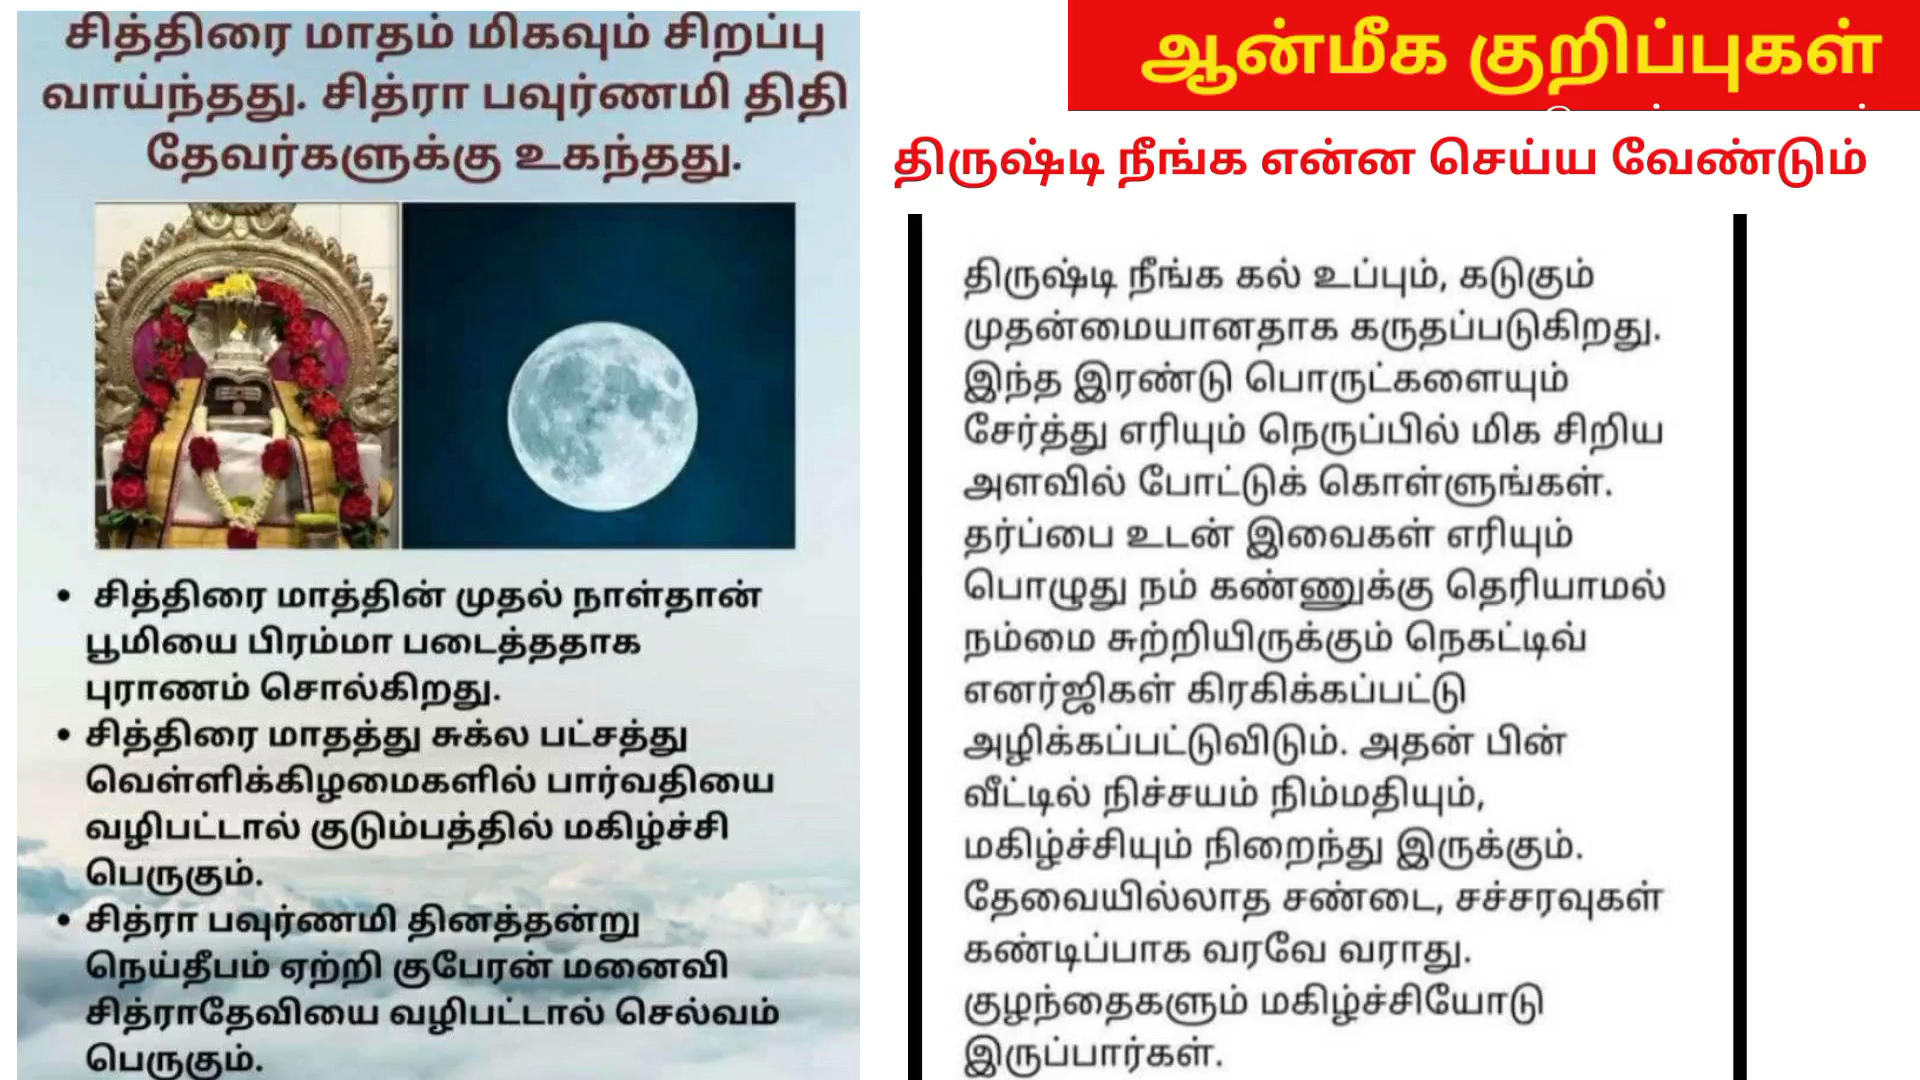 சித்திரை மாதம் மிகவும் சிறப்பு
வாய்ந்தது. சித்ரா பவுர்ணமி திதி
தேவர்களுக்கு உகந்தது.
• சித்திரை மாத்தின் முதல் நாள்தான்
பூமியை பிரம்மா படைத்ததாக
புராணம் சொல்கிறது.
• சித்திரை மாதத்து சுக்ல பட்சத்து
வெள்ளிக்கிழமைகளில் பார்வதியை
வழிபட்டால் குடும்பத்தில் மகிழ்ச்சி
பெருகும்.
• சித்ரா பவுர்ணமி தினத்தன்று
நெய்தீபம் ஏற்றி குபேரன் மனைவி
சித்ராதேவியை வழிபட்டால் செல்வம்
பெருகும்.
ஆன்மீக குறிப்புகள்
திருஷ்டி நீங்க என்ன செய்ய வேண்டும்
திருஷ்டி நீங்க கல் உப்பும், கடுகும்
முதன்மையானதாக கருதப்படுகிறது.
இந்த இரண்டு பொருட்களையும்
சேர்த்து எரியும் நெருப்பில் மிக சிறிய
அளவில் போட்டுக் கொள்ளுங்கள்.
தர்ப்பை உடன் இவைகள் எரியும்
பொழுது நம் கண்ணுக்கு தெரியாமல்
நம்மை சுற்றியிருக்கும் நெகட்டிவ்
எனர்ஜிகள் கிரகிக்கப்பட்டு
அழிக்கப்பட்டுவிடும். அதன் பின்
வீட்டில் நிச்சயம் நிம்மதியும்,
மகிழ்ச்சியும் நிறைந்து இருக்கும்.
தேவையில்லாத சண்டை, சச்சரவுகள்
கண்டிப்பாக வரவே வராது.
குழந்தைகளும் மகிழ்ச்சியோடு
இருப்பார்கள்.